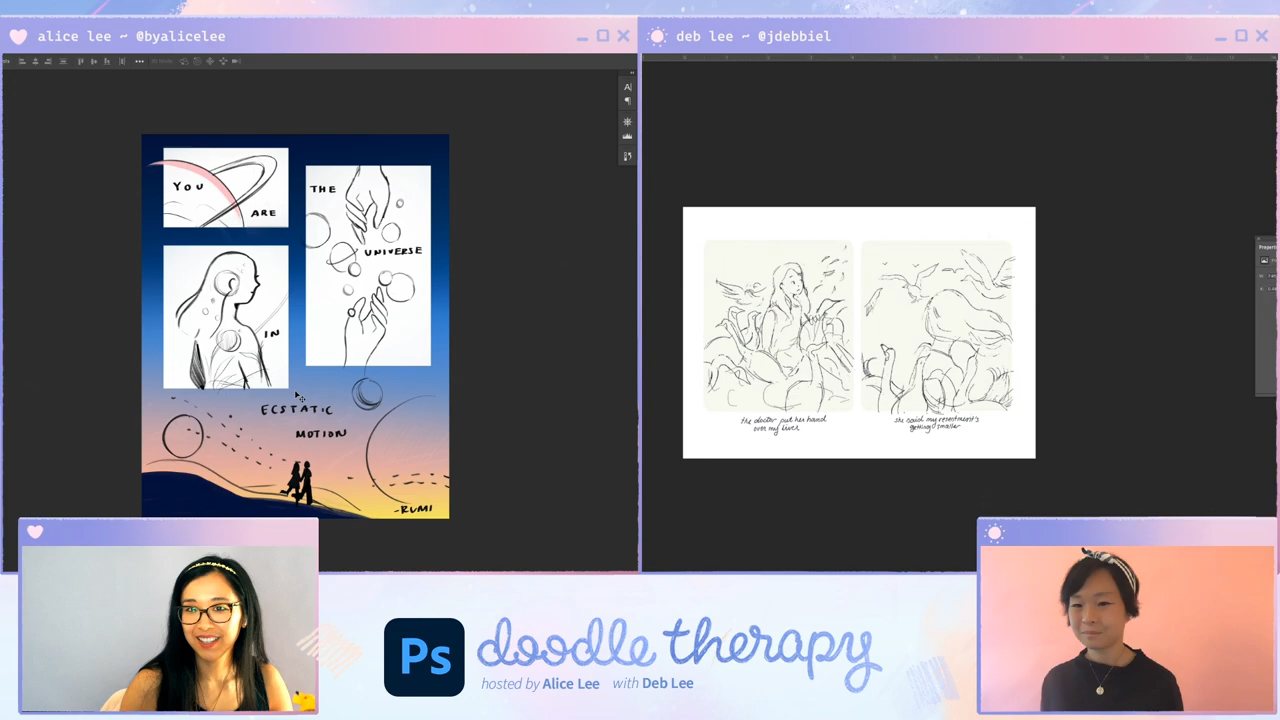 alice lee ~ @byalicelee
deb lee ~ @jdebbiel
YOU
ARE
THE
UNIVERSE
IN
ECSTATIC
MOTION
-RUMI
the doctor put her hand
over my liver
she said my resentment's
getting smaller
Ps
doodle therapy
hosted by Alice Lee with Deb Lee